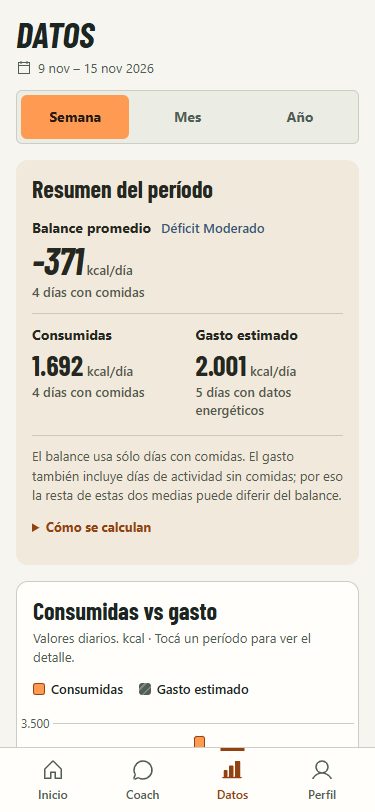 DATOS
9 nov – 15 nov 2026
Semana Mes Año
Resumen del período
Balance promedio Déficit Moderado
-371 kcal/día
4 días con comidas
Consumidas Gasto estimado
1.692 kcal/día 2.001 kcal/día
4 días con comidas 5 días con datos
energéticos
El balance usa sólo días con comidas. El gasto
también incluye días de actividad sin comidas; por eso
la resta de estas dos medias puede diferir del balance.
Cómo se calculan
Consumidas vs gasto
Valores diarios. kcal · Tocá un período para ver el
detalle.
Consumidas Gasto estimado
3.500
Inicio Coach Datos Perfil